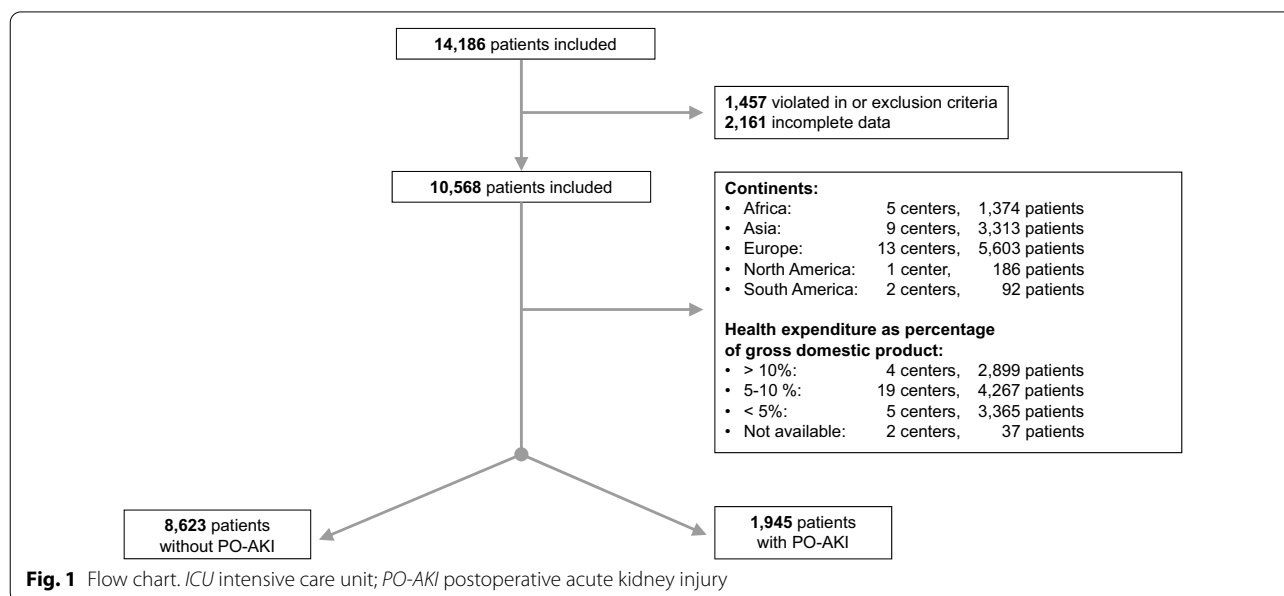 14,186 patients included
1,457 violated in or exclusion criteria
2,161 incomplete data
10,568 patients included
Continents:
• Africa: 5 centers, 1,374 patients
• Asia: 9 centers, 3,313 patients
• Europe: 13 centers, 5,603 patients
• North America: 1 center, 186 patients
• South America: 2 centers, 92 patients
Health expenditure as percentage
of gross domestic product:
• > 10%: 4 centers, 2,899 patients
• 5-10 %: 19 centers, 4,267 patients
• < 5%: 5 centers, 3,365 patients
• Not available: 2 centers, 37 patients
8,623 patients
without PO-AKI
1,945 patients
with PO-AKI
Fig. 1 Flow chart. ICU intensive care unit; PO-AKI postoperative acute kidney injury